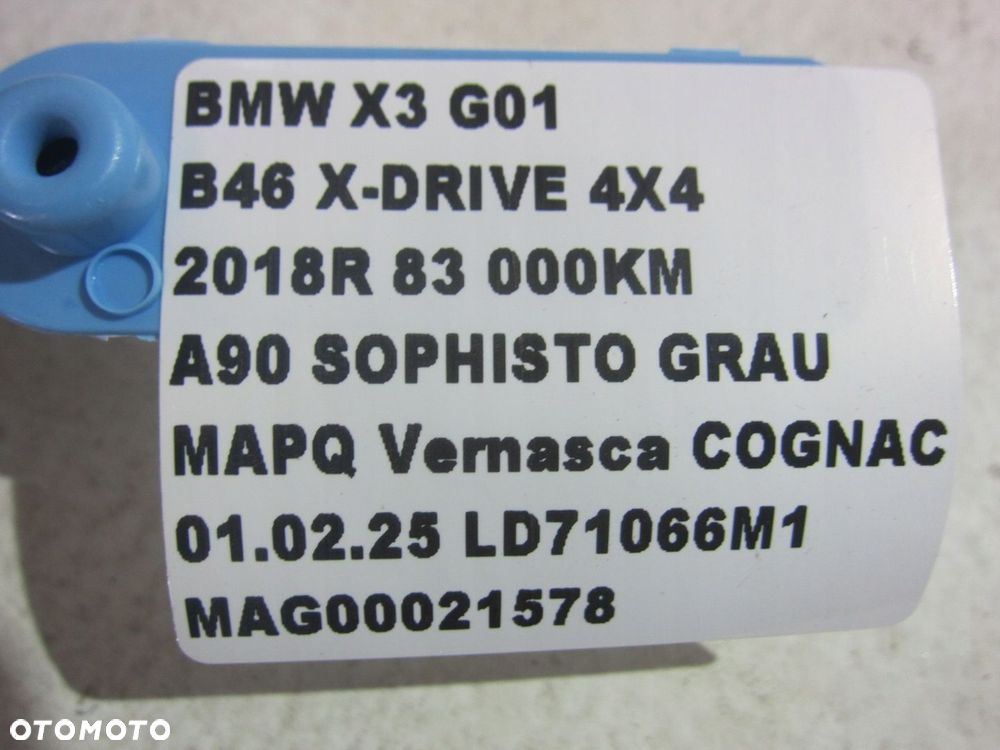 BMW X3 G01
B46 X-DRIVE 4X4
2018R 83 000KM
A90 SOPHISTO GRAU
MAPQ Vernasca COGNAC
01.02.25 LD71066M1
MAG00021578
OTOMOTO